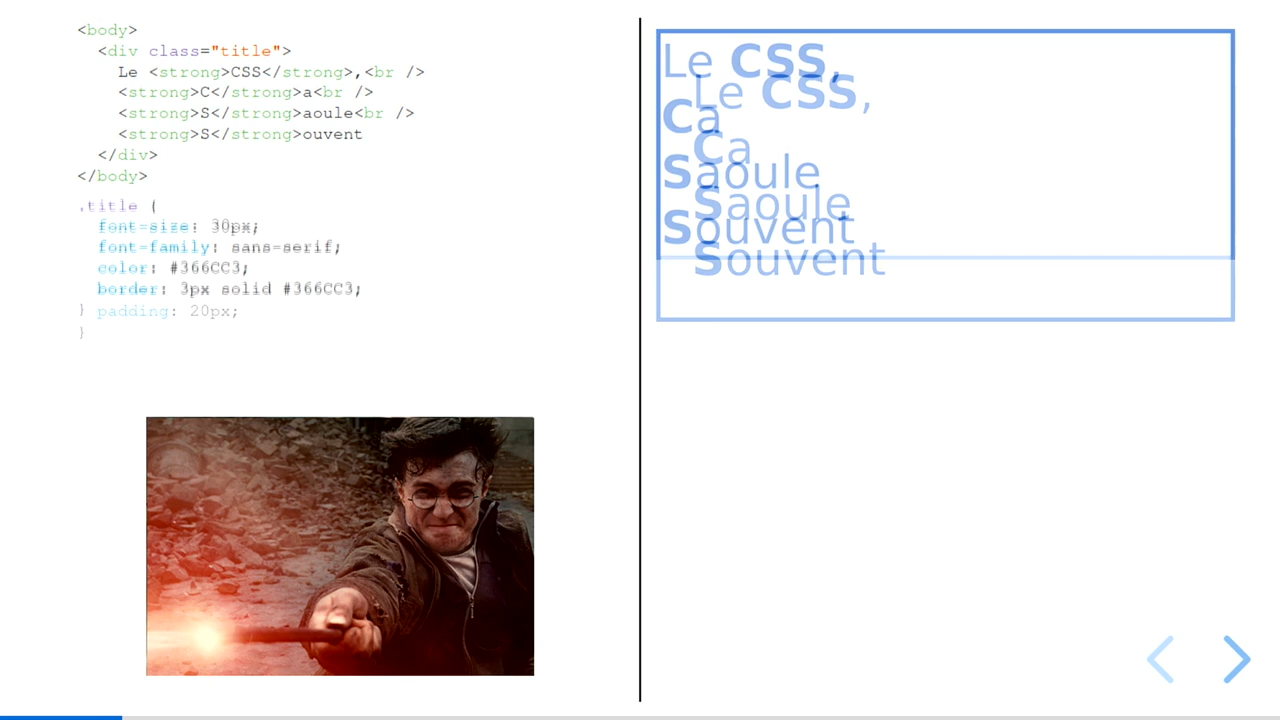 <body>
<div class="title">
Le <strong>CSS</strong>,<br />
<strong>C</strong>a<br />
<strong>S</strong>aoule<br />
<strong>S</strong>ouvent
</div>
</body>
.title {
font-size: 30px;
font-family: sans-serif;
color: #366CC3;
border: 3px solid #366CC3;
} padding: 20px;
}
Le CSS,
Le CSS,
Ca
Ca
Saoule
Saoule
Souvent
Souvent